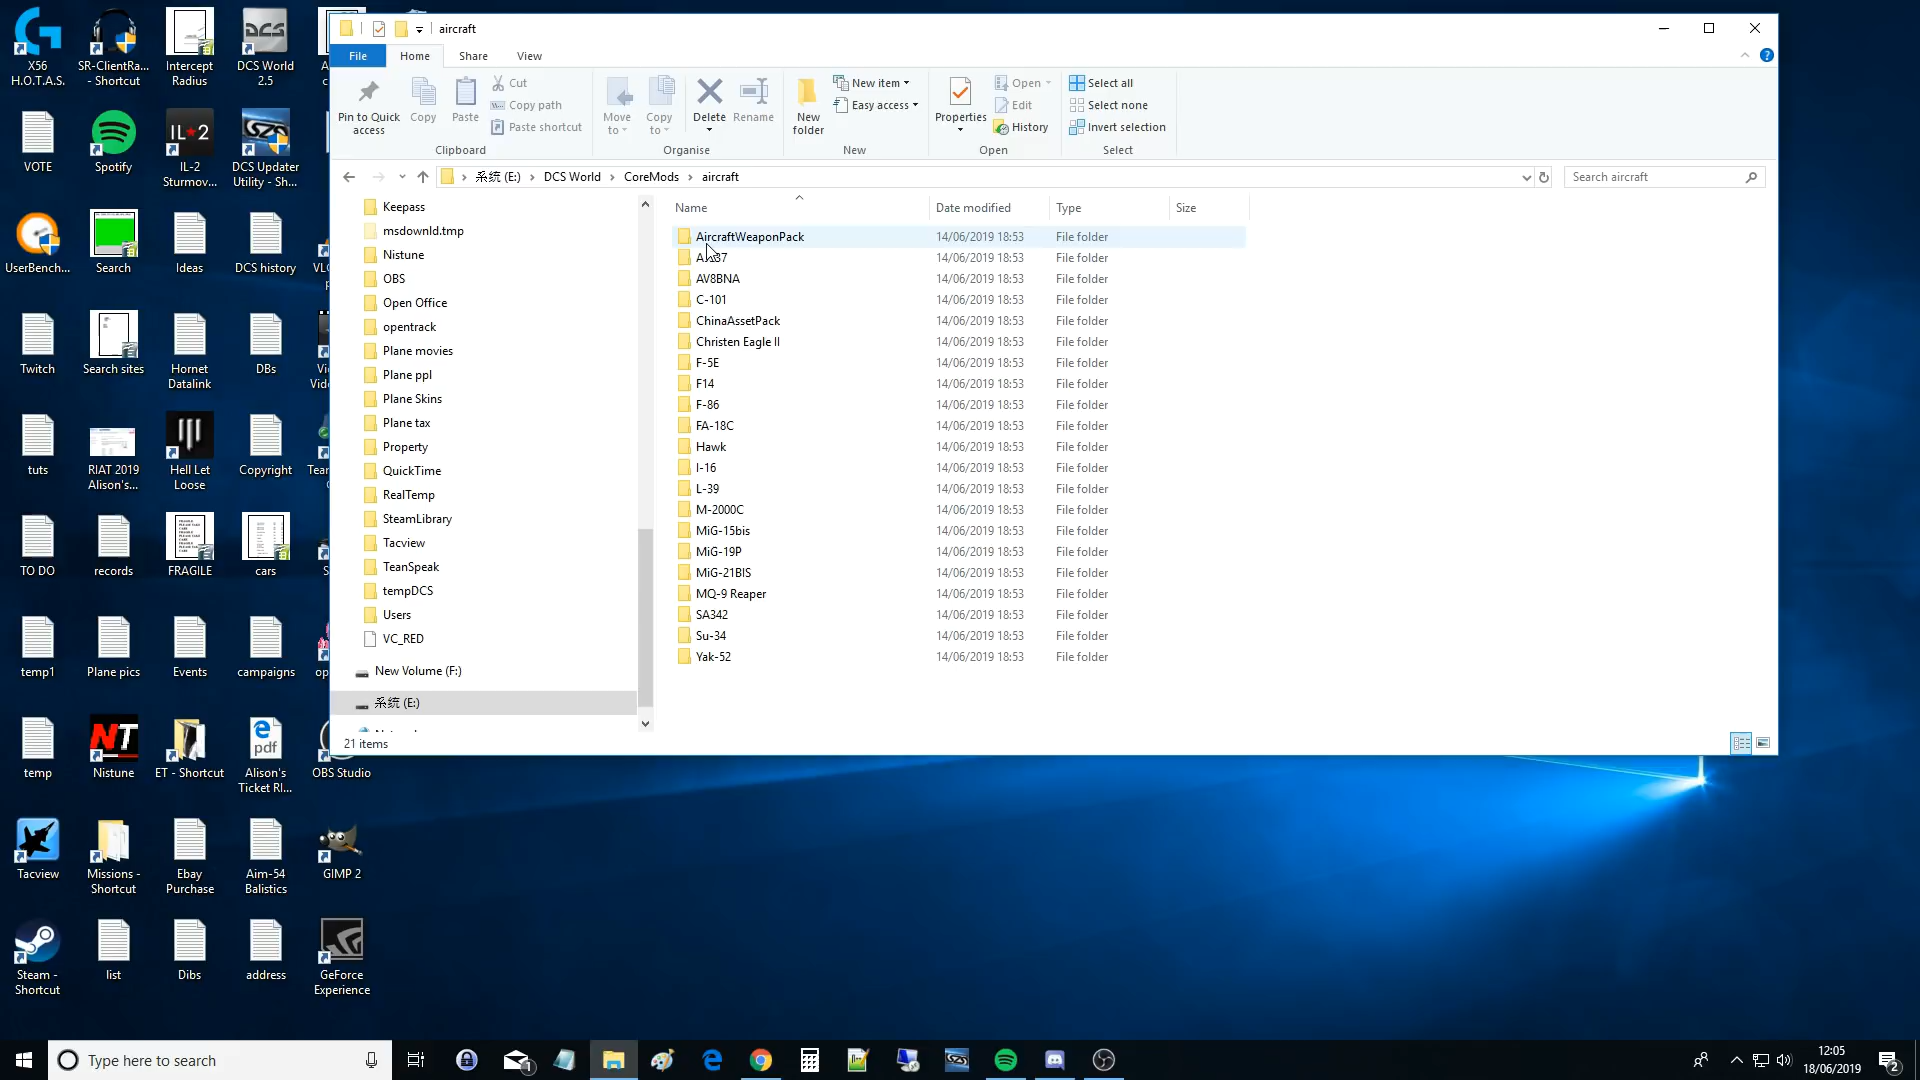 aircraft
File
Home
Share
View
Pin to Quick
access
Copy
Paste
Cut
Copy path
Paste shortcut
Clipboard
Move
to
Copy
to
Delete
Rename
Organise
New
folder
New item
Easy access
New
Properties
Open
Edit
History
Open
Select all
Select none
Invert selection
Select
系统 (E:) › DCS World › CoreMods › aircraft
Search aircraft
Keepass
msdownld.tmp
Nistune
OBS
Open Office
opentrack
Plane movies
Plane ppl
Plane Skins
Plane tax
Property
QuickTime
RealTemp
SteamLibrary
Tacview
TeanSpeak
tempDCS
Users
VC_RED
New Volume (F:)
系统 (E:)
Name Date modified Type Size
AircraftWeaponPack 14/06/2019 18:53 File folder
14/06/2019 18:53 File folder
AV8BNA 14/06/2019 18:53 File folder
C-101 14/06/2019 18:53 File folder
ChinaAssetPack 14/06/2019 18:53 File folder
Christen Eagle II 14/06/2019 18:53 File folder
F-5E 14/06/2019 18:53 File folder
F14 14/06/2019 18:53 File folder
F-86 14/06/2019 18:53 File folder
FA-18C 14/06/2019 18:53 File folder
Hawk 14/06/2019 18:53 File folder
I-16 14/06/2019 18:53 File folder
L-39 14/06/2019 18:53 File folder
M-2000C 14/06/2019 18:53 File folder
MiG-15bis 14/06/2019 18:53 File folder
MiG-19P 14/06/2019 18:53 File folder
MiG-21BIS 14/06/2019 18:53 File folder
MQ-9 Reaper 14/06/2019 18:53 File folder
SA342 14/06/2019 18:53 File folder
Su-34 14/06/2019 18:53 File folder
Yak-52 14/06/2019 18:53 File folder
21 items
X56
H.O.T.A.S.
SR-ClientRa...
- Shortcut
Intercept
Radius
DCS
DCS World
2.5
VOTE
Spotify
IL★2
IL-2
Sturmov...
DCS Updater
Utility - Sh...
UserBench...
Search
Ideas
DCS history
Twitch
Search sites
Hornet
Datalink
DBs
tuts
RIAT 2019
Alison's...
Hell Let
Loose
Copyright
TO DO
records
FRAGILE
cars
temp1
Plane pics
Events
campaigns
temp
NT
Nistune
ET - Shortcut
pdf
Alison's
Ticket RI...
OBS Studio
Tacview
Missions -
Shortcut
Ebay
Purchase
Aim-54
Balistics
GIMP 2
Steam -
Shortcut
list
Dibs
address
GeForce
Experience
Type here to search
1
12:05
18/06/2019
2